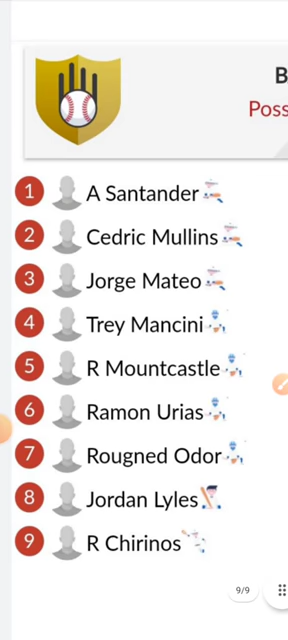 B
Poss
1 A Santander
2 Cedric Mullins
3 Jorge Mateo
4 Trey Mancini
5 R Mountcastle
6 Ramon Urias
7 Rougned Odor
8 Jordan Lyles
9 R Chirinos
9/9